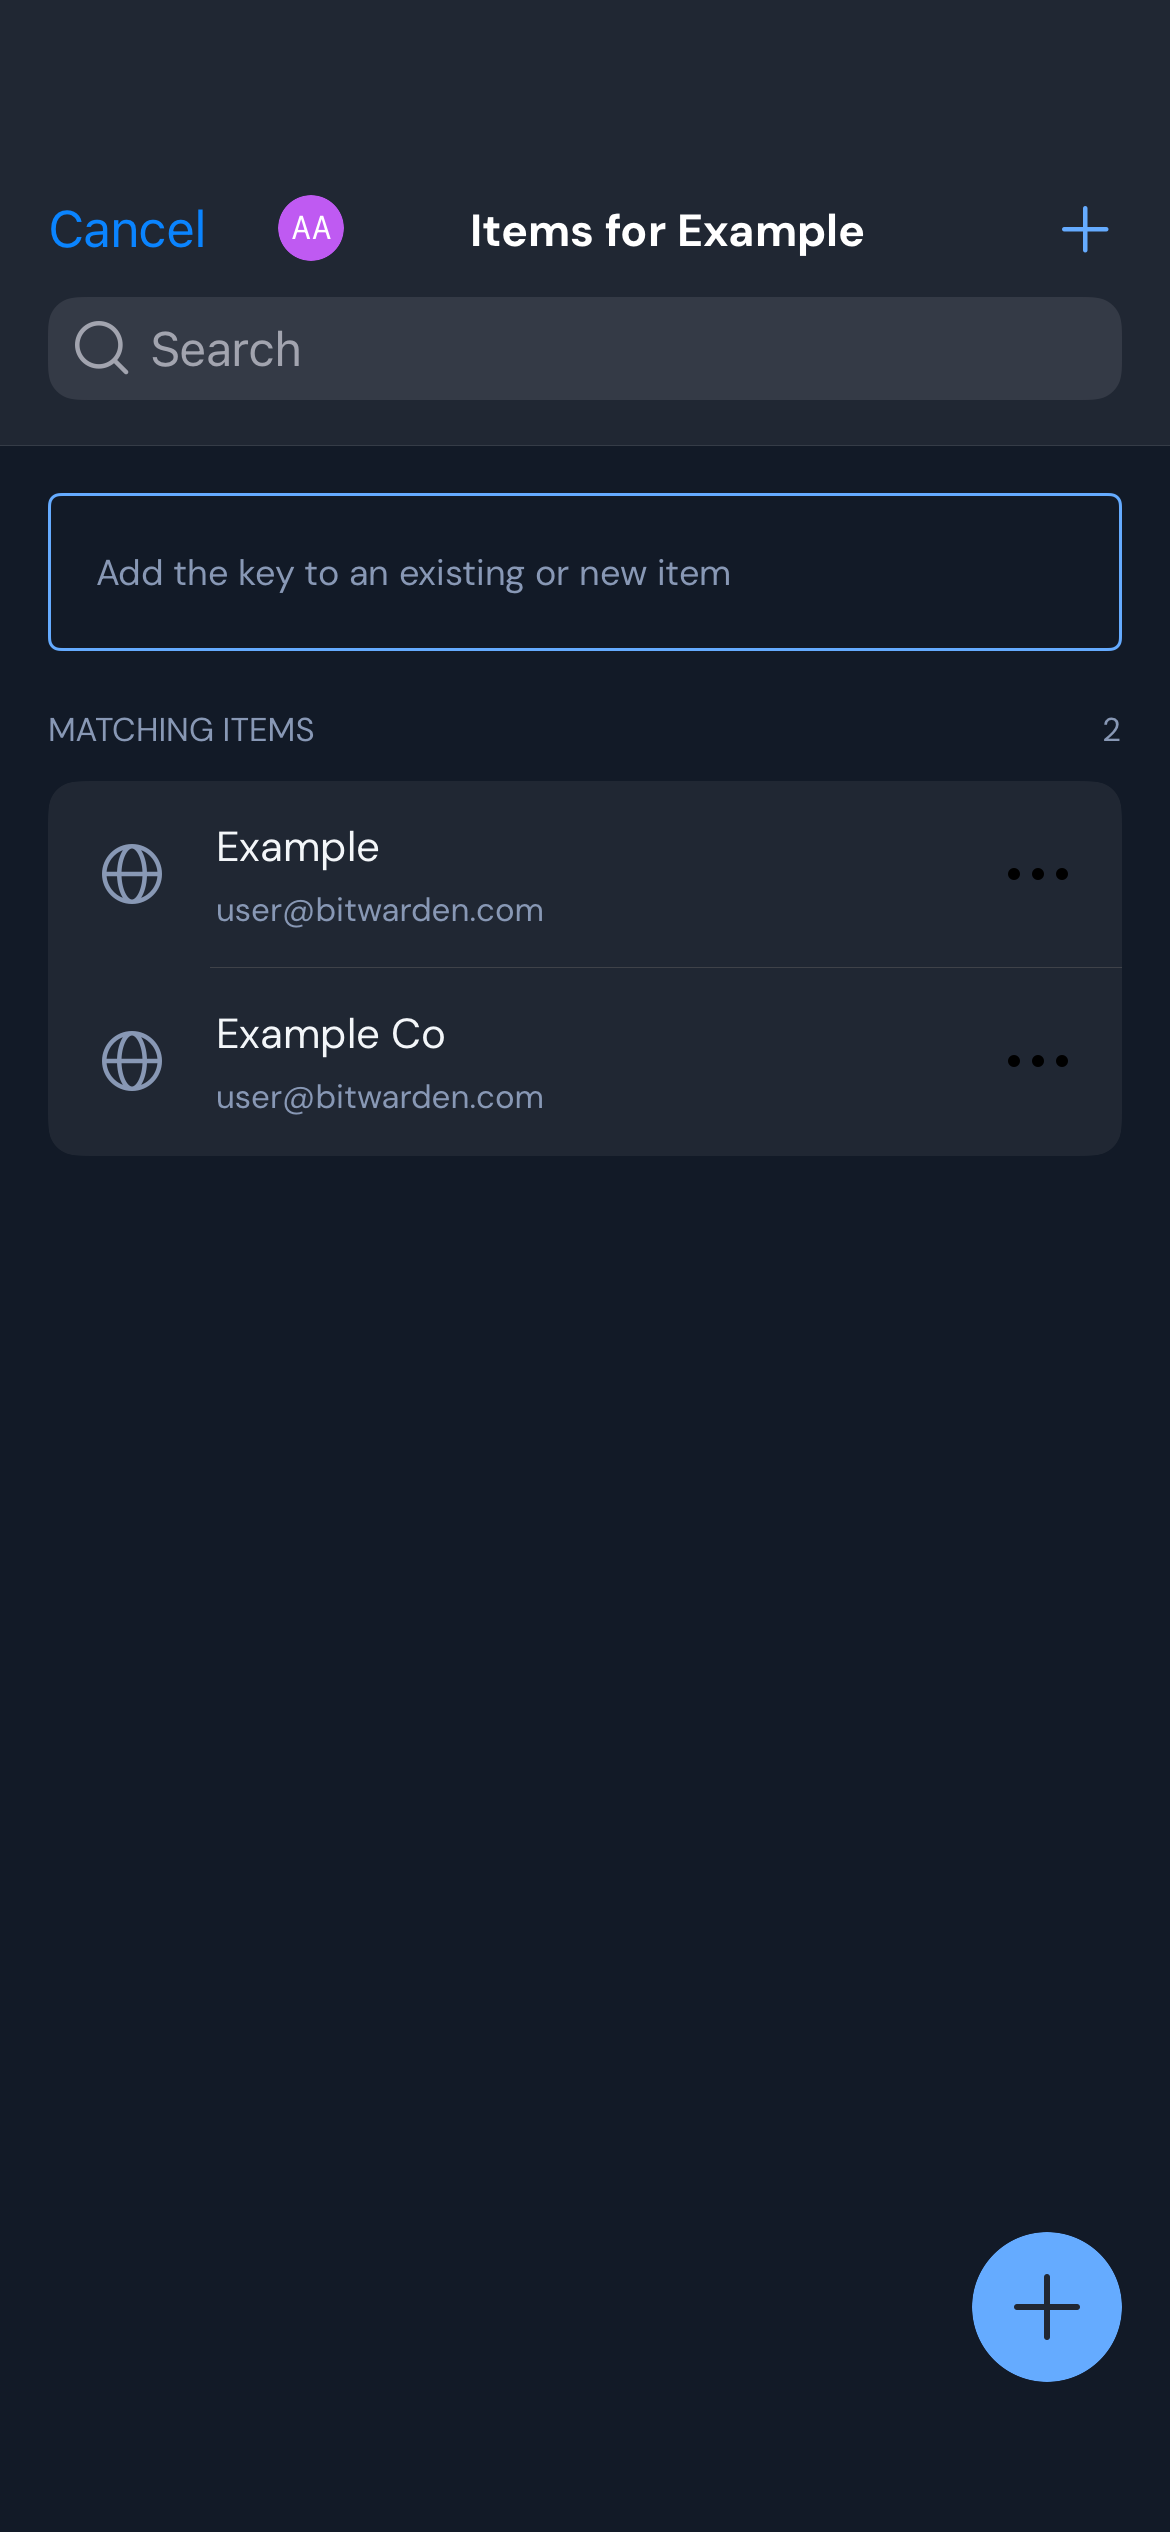 Cancel
AA
Items for Example
Search
Add the key to an existing or new item
MATCHING ITEMS
2
Example
user@bitwarden.com
Example Co
user@bitwarden.com